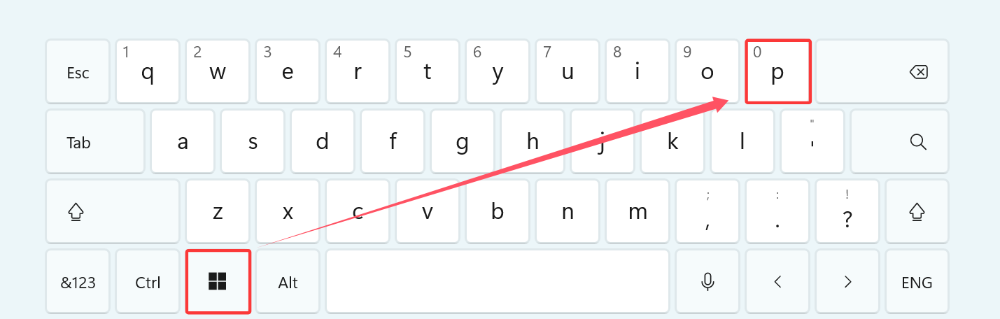 Esc 1 q 2 w 3 e 4 r 5 t 6 y 7 u 8 i 9 o 0 p
Tab a s d f g h j k l " '
z x c v b n m ; , : . ! ?
&123 Ctrl Alt < > ENG